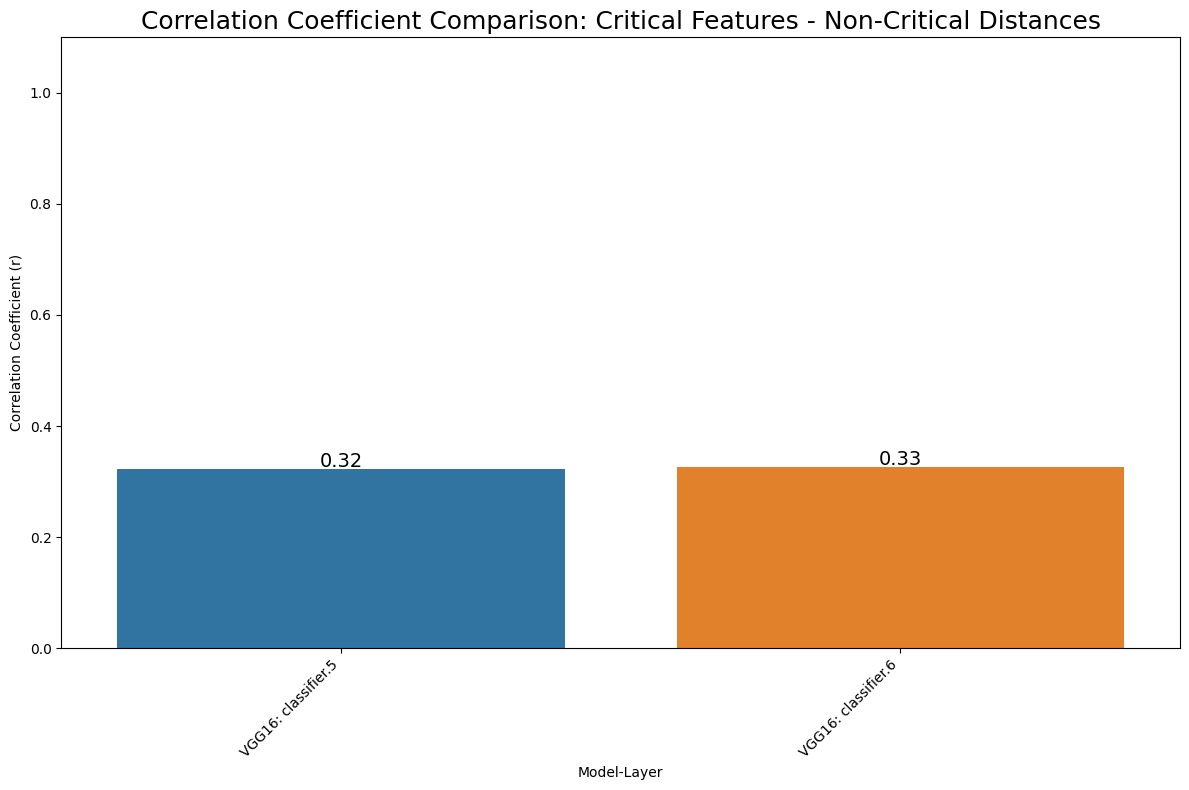 Correlation Coefficient Comparison: Critical Features - Non-Critical Distances
Correlation Coefficient (r)
1.0
0.8
0.6
0.4
0.2
0.0
0.32
0.33
VGG16: classifier.5
VGG16: classifier.6
Model-Layer